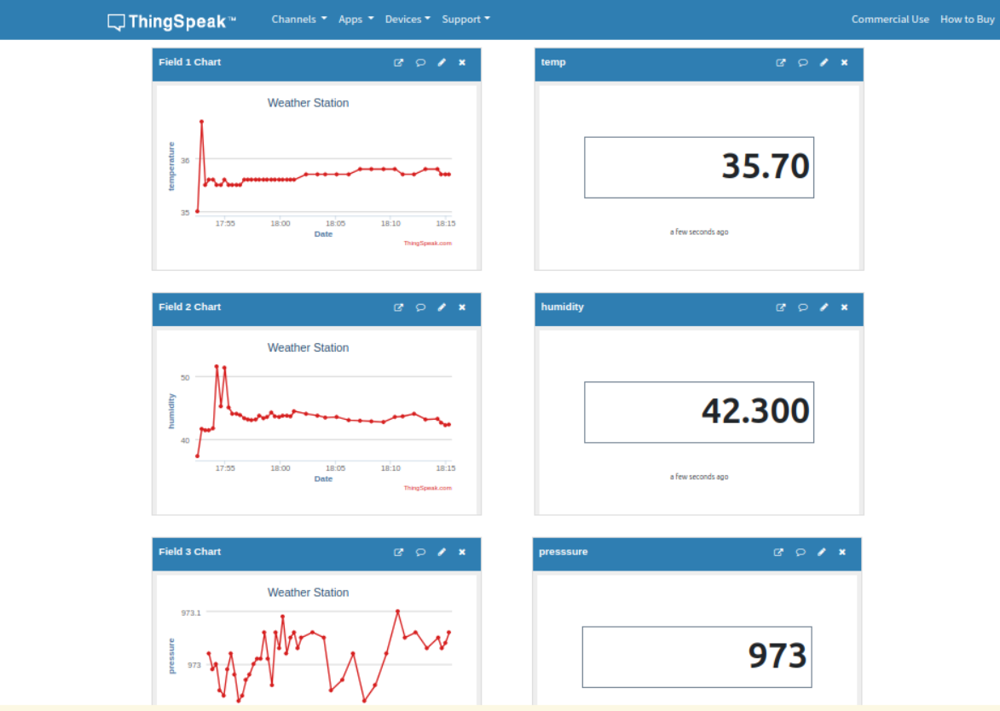 ThingSpeak™ Channels Apps Devices Support Commercial Use How to Buy
Field 1 Chart
Weather Station
temperature
36
35
17:55 18:00 18:05 18:10 18:15
Date
ThingSpeak.com
temp
35.70
a few seconds ago
Field 2 Chart
Weather Station
humidity
50
40
17:55 18:00 18:05 18:10 18:15
Date
ThingSpeak.com
humidity
42.300
a few seconds ago
Field 3 Chart
Weather Station
pressure
973.1
973
presssure
973